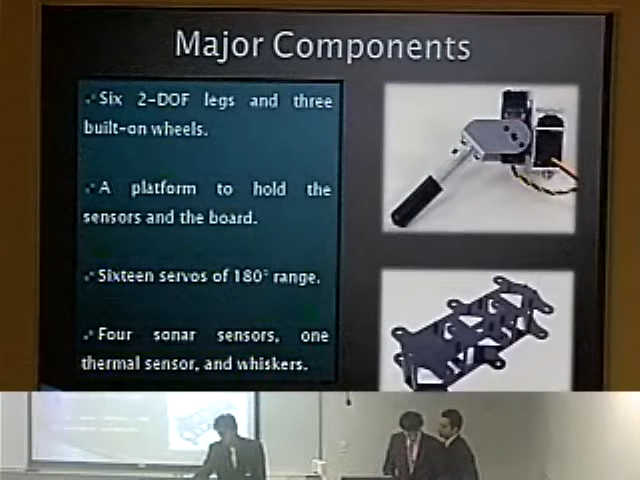 Major Components
Six 2-DOF legs and three
built-on wheels.
A platform to hold the
sensors and the board.
Sixteen servos of 180° range.
Four sonar sensors, one
thermal sensor, and whiskers.